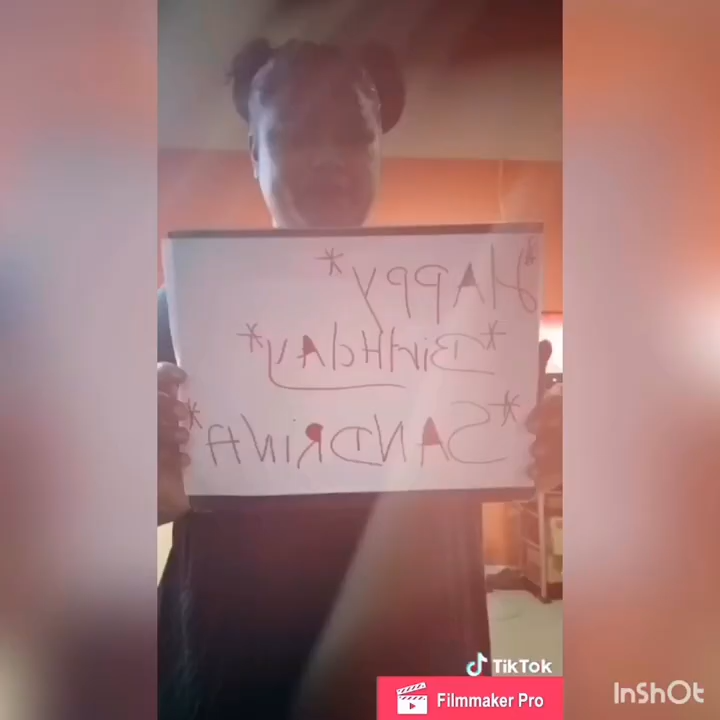 *HAPPY*
*BirtHdAy*
*SANDRiNA*
TikTok
Filmmaker Pro
InShOt